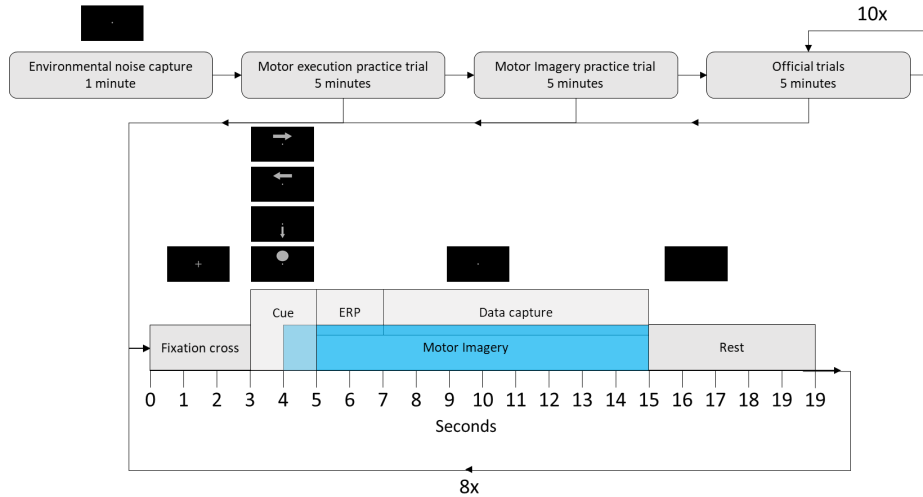 10x
Environmental noise capture
1 minute
Motor execution practice trial
5 minutes
Motor Imagery practice trial
5 minutes
Official trials
5 minutes
Cue
ERP
Data capture
Fixation cross
Motor Imagery
Rest
0 1 2 3 4 5 6 7 8 9 10 11 12 13 14 15 16 17 18 19 19
Seconds
8x